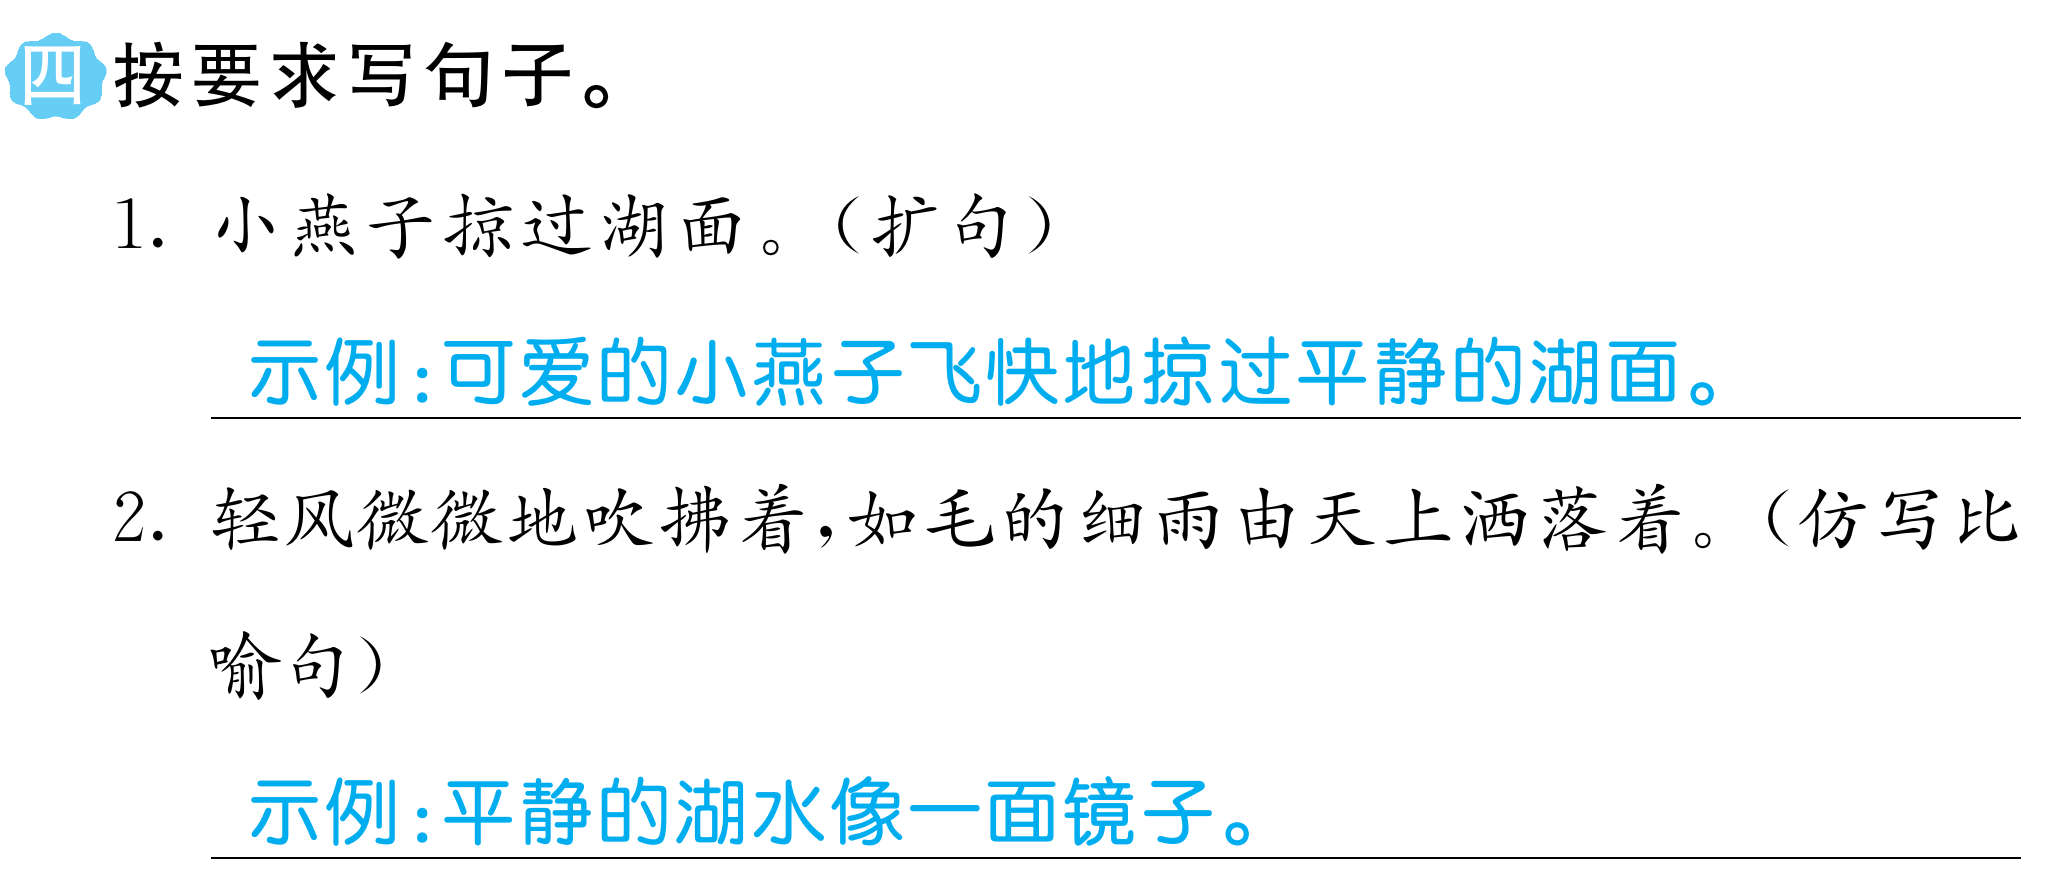 四 按要求写句子。
1. 小燕子掠过湖面。（扩句）
示例:可爱的小燕子飞快地掠过平静的湖面。
2. 轻风微微地吹拂着,如毛的细雨由天上洒落着。（仿写比
喻句）
示例:平静的湖水像一面镜子。